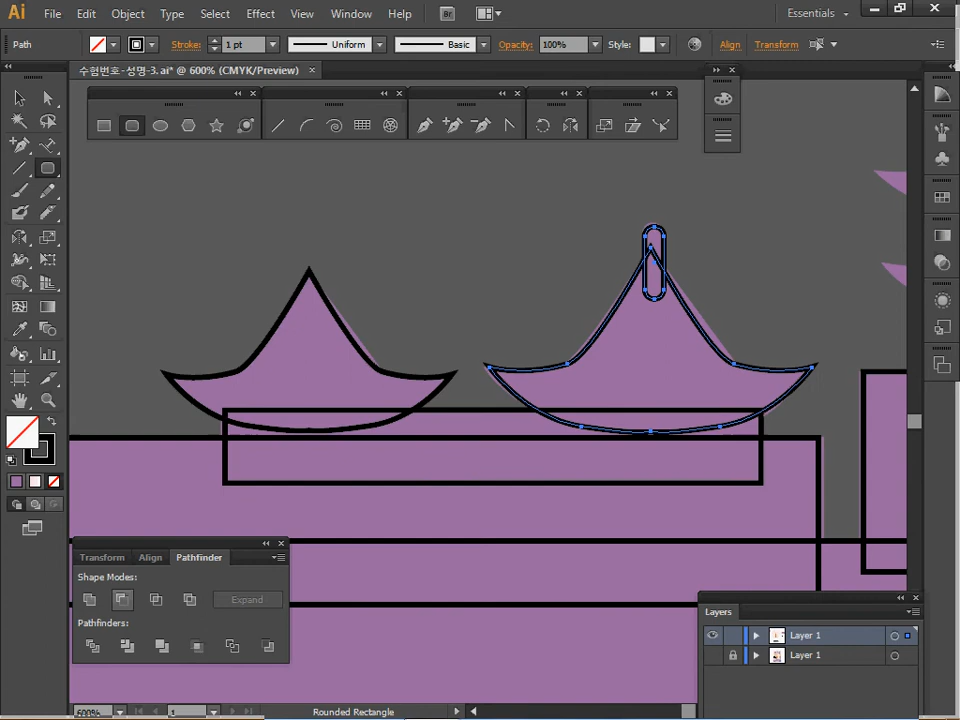 Ai File Edit Object Type Select Effect View Window Help Br Essentials
Path Stroke: 1 pt Uniform Basic Opacity: 100% Style: Align Transform
수험번호-성명-3.ai* @ 600% (CMYK/Preview)
Transform Align Pathfinder
Shape Modes:
Expand
Pathfinders:
Layers
Layer 1
Layer 1
600% 1 Rounded Rectangle